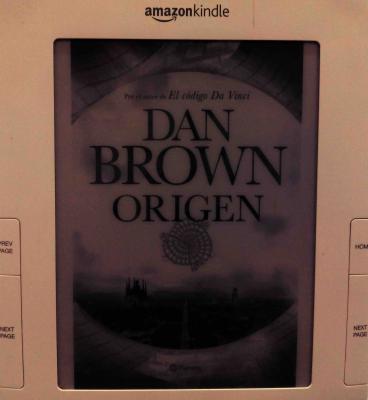 amazonkindle
Por el autor de El código Da Vinci
DAN
BROWN
ORIGEN
PREV
PAGE
HOM
NEXT
PAGE
NEXT
PAGE
Planeta